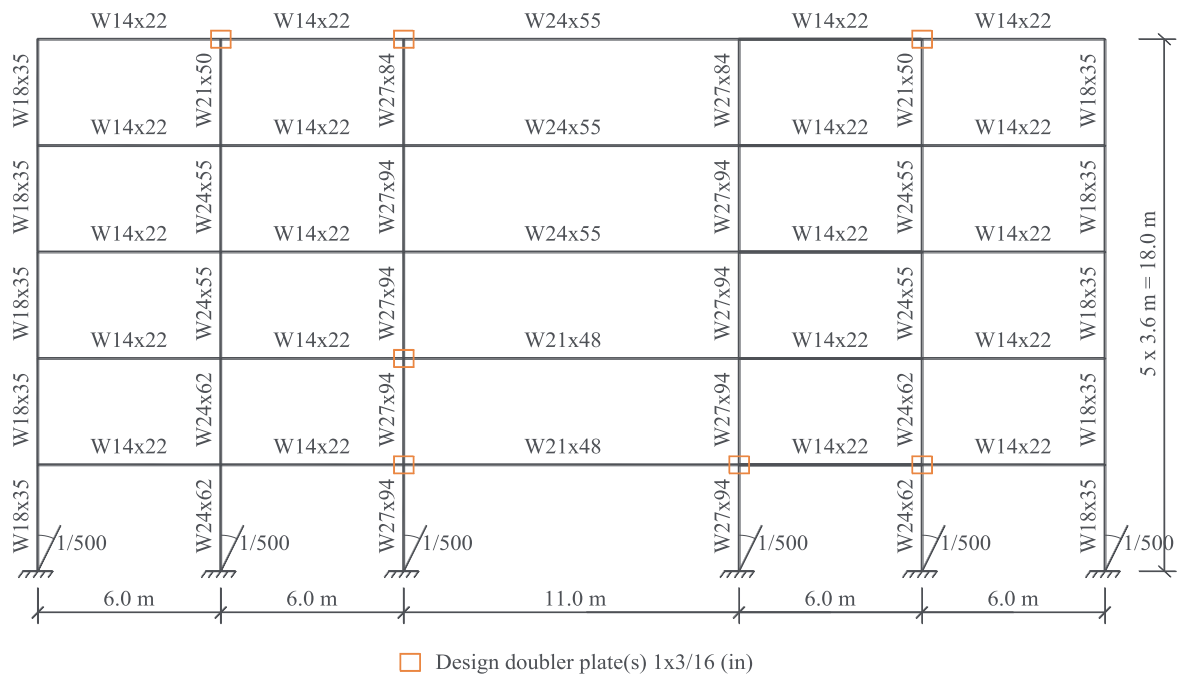 W14x22 W14x22 W24x55 W14x22 W14x22
W18x35 W21x50 W27x84 W27x84 W21x50 W18x35
W14x22 W14x22 W24x55 W14x22 W14x22
W18x35 W24x55 W27x94 W27x94 W24x55 W18x35
W14x22 W14x22 W24x55 W14x22 W14x22
W18x35 W24x55 W27x94 W27x94 W24x55 W18x35
W14x22 W14x22 W21x48 W14x22 W14x22
W18x35 W24x62 W27x94 W27x94 W24x62 W18x35
W14x22 W14x22 W21x48 W14x22 W14x22
W18x35 W24x62 W27x94 W27x94 W24x62 W18x35
1/500 1/500 1/500 1/500 1/500 1/500
5 x 3.6 m = 18.0 m
6.0 m 6.0 m 11.0 m 6.0 m 6.0 m
Design doubler plate(s) 1x3/16 (in)